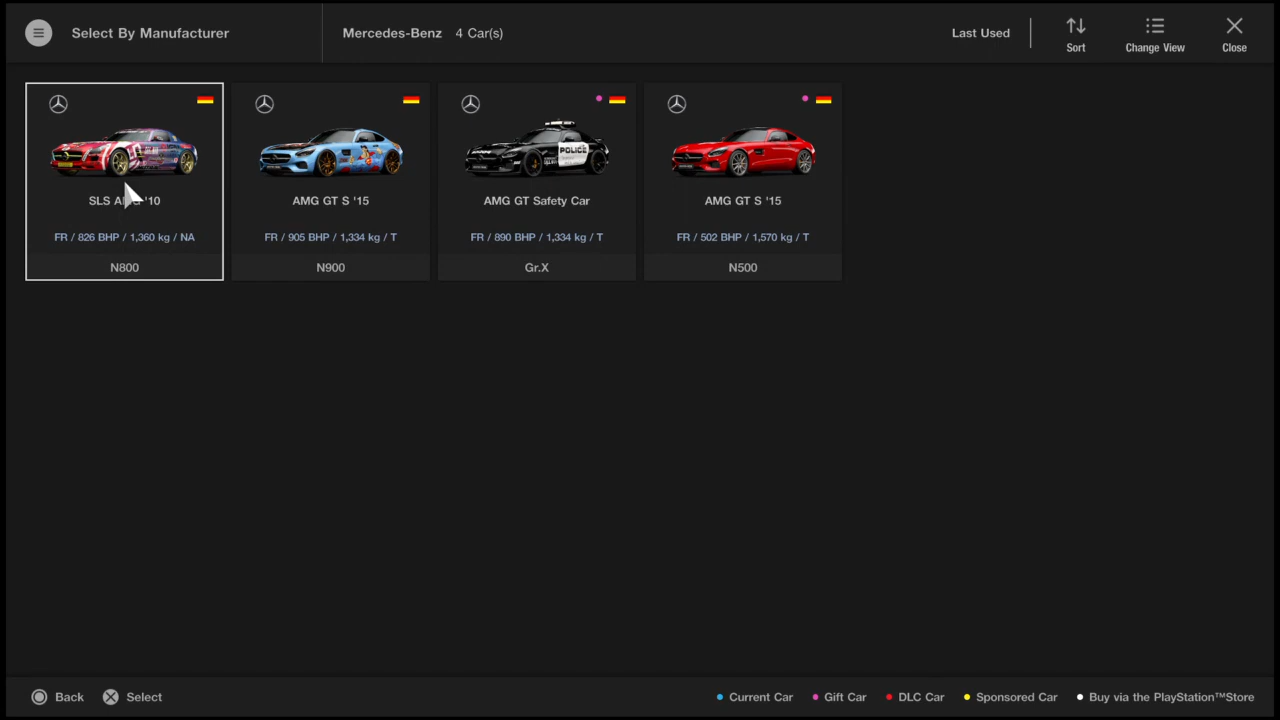 Select By Manufacturer
Mercedes-Benz 4 Car(s)
Last Used
Sort
Change View
Close
SLS '10
FR / 826 BHP / 1,360 kg / NA
N800
AMG GT S '15
FR / 905 BHP / 1,334 kg / T
N900
POLICE
AMG GT Safety Car
FR / 890 BHP / 1,334 kg / T
Gr.X
AMG GT S '15
FR / 502 BHP / 1,570 kg / T
N500
Back
Select
Current Car
Gift Car
DLC Car
Sponsored Car
Buy via the PlayStation™Store